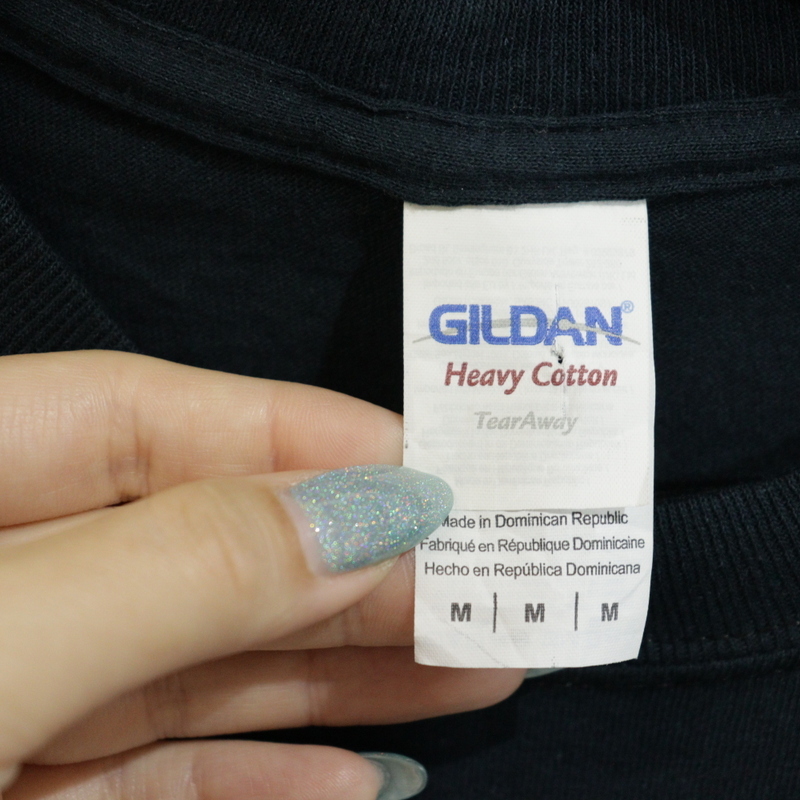 GILDAN®
Heavy Cotton
TearAway
Made in Dominican Republic
Fabriqué en République Dominicaine
Hecho en República Dominicana
M | M | M